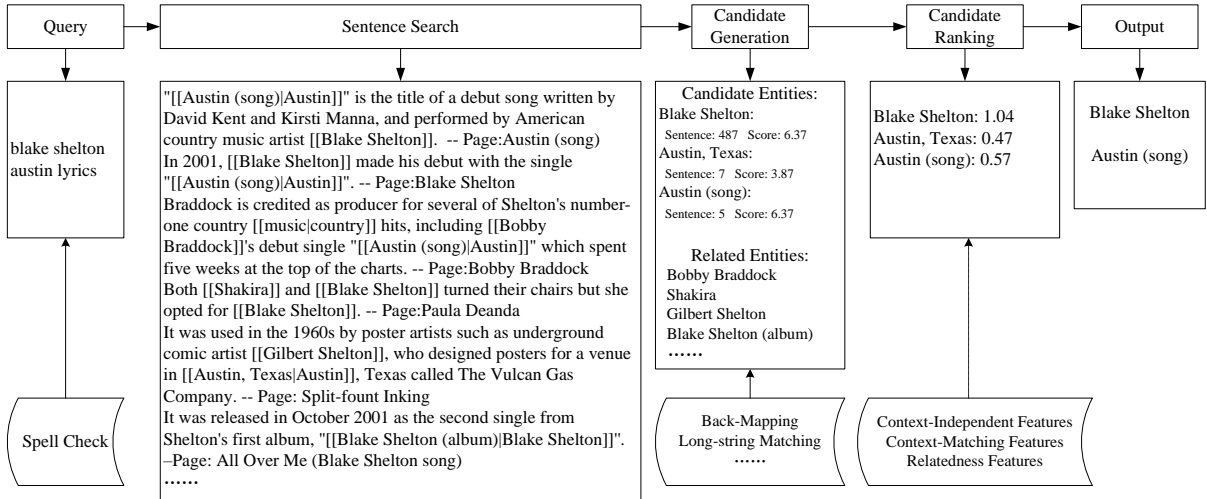 Query
Sentence Search
Candidate
Generation
Candidate
Ranking
Output
blake shelton
austin lyrics
"[[Austin (song)|Austin]]" is the title of a debut song written by
David Kent and Kirsti Manna, and performed by American
country music artist [[Blake Shelton]].  -- Page:Austin (song)
In 2001, [[Blake Shelton]] made his debut with the single
"[[Austin (song)|Austin]]". -- Page:Blake Shelton
Braddock is credited as producer for several of Shelton's number-
one country [[music|country]] hits, including [[Bobby
Braddock]]'s debut single "[[Austin (song)|Austin]]" which spent
five weeks at the top of the charts. -- Page:Bobby Braddock
Both [[Shakira]] and [[Blake Shelton]] turned their chairs but she
opted for [[Blake Shelton]]. -- Page:Paula Deanda
It was used in the 1960s by poster artists such as underground
comic artist [[Gilbert Shelton]], who designed posters for a venue
in [[Austin, Texas|Austin]], Texas called The Vulcan Gas
Company. -- Page: Split-fount Inking
It was released in October 2001 as the second single from
Shelton's first album, "[[Blake Shelton (album)|Blake Shelton]]".
–Page: All Over Me (Blake Shelton song)
……
Candidate Entities:
Blake Shelton:
Sentence: 487  Score: 6.37
Austin, Texas:
Sentence: 7  Score: 3.87
Austin (song):
Sentence: 5  Score: 6.37
Related Entities:
Bobby Braddock
Shakira
Gilbert Shelton
Blake Shelton (album)
……
Blake Shelton: 1.04
Austin, Texas: 0.47
Austin (song): 0.57
Blake Shelton
Austin (song)
Spell Check
Back-Mapping
Long-string Matching
……
Context-Independent Features
Context-Matching Features
Relatedness Features